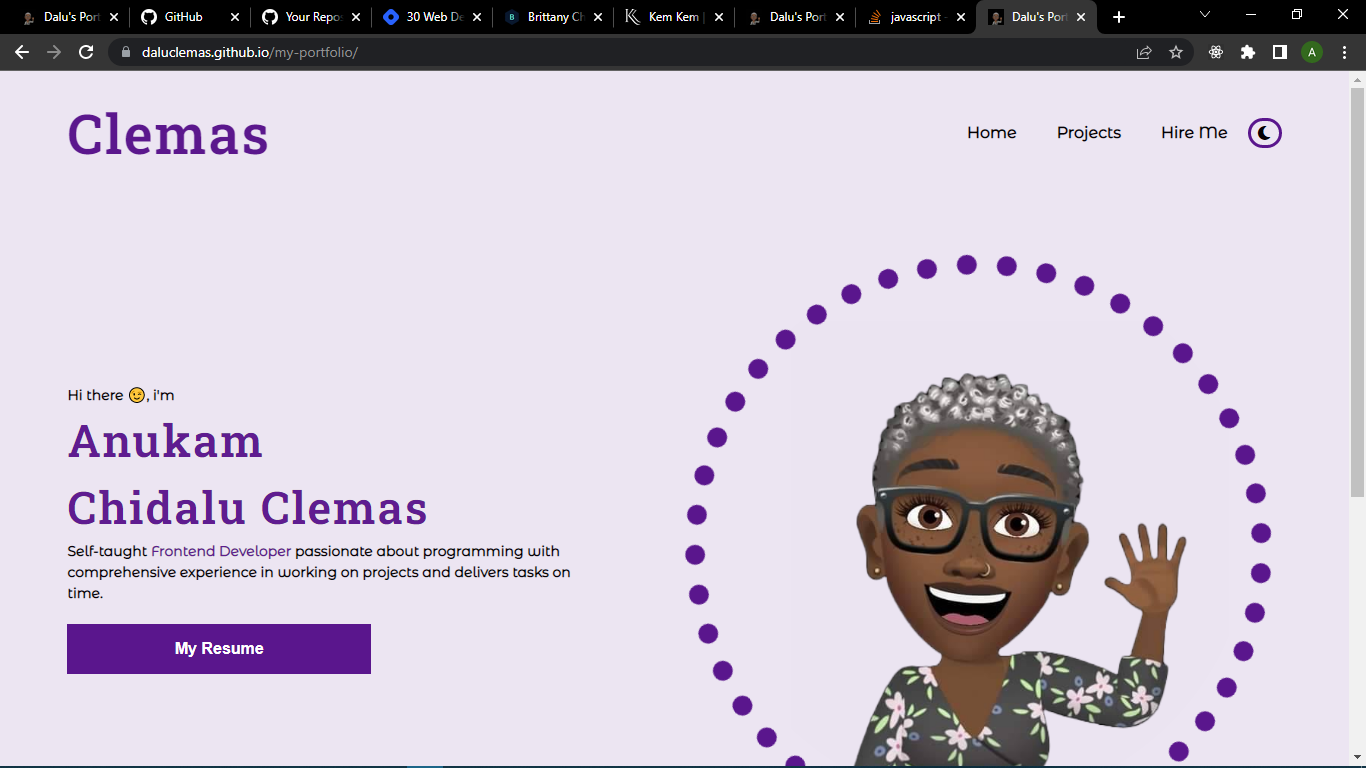 Dalu's Port
GitHub
Your Repos
30 Web De
Brittany Ch
Kem Kem |
Dalu's Port
javascript -
Dalu's Port
daluclemas.github.io/my-portfolio/
A
Clemas
Home
Projects
Hire Me
Hi there 😉, i'm
Anukam
Chidalu Clemas
Self-taught Frontend Developer passionate about programming with
comprehensive experience in working on projects and delivers tasks on
time.
My Resume